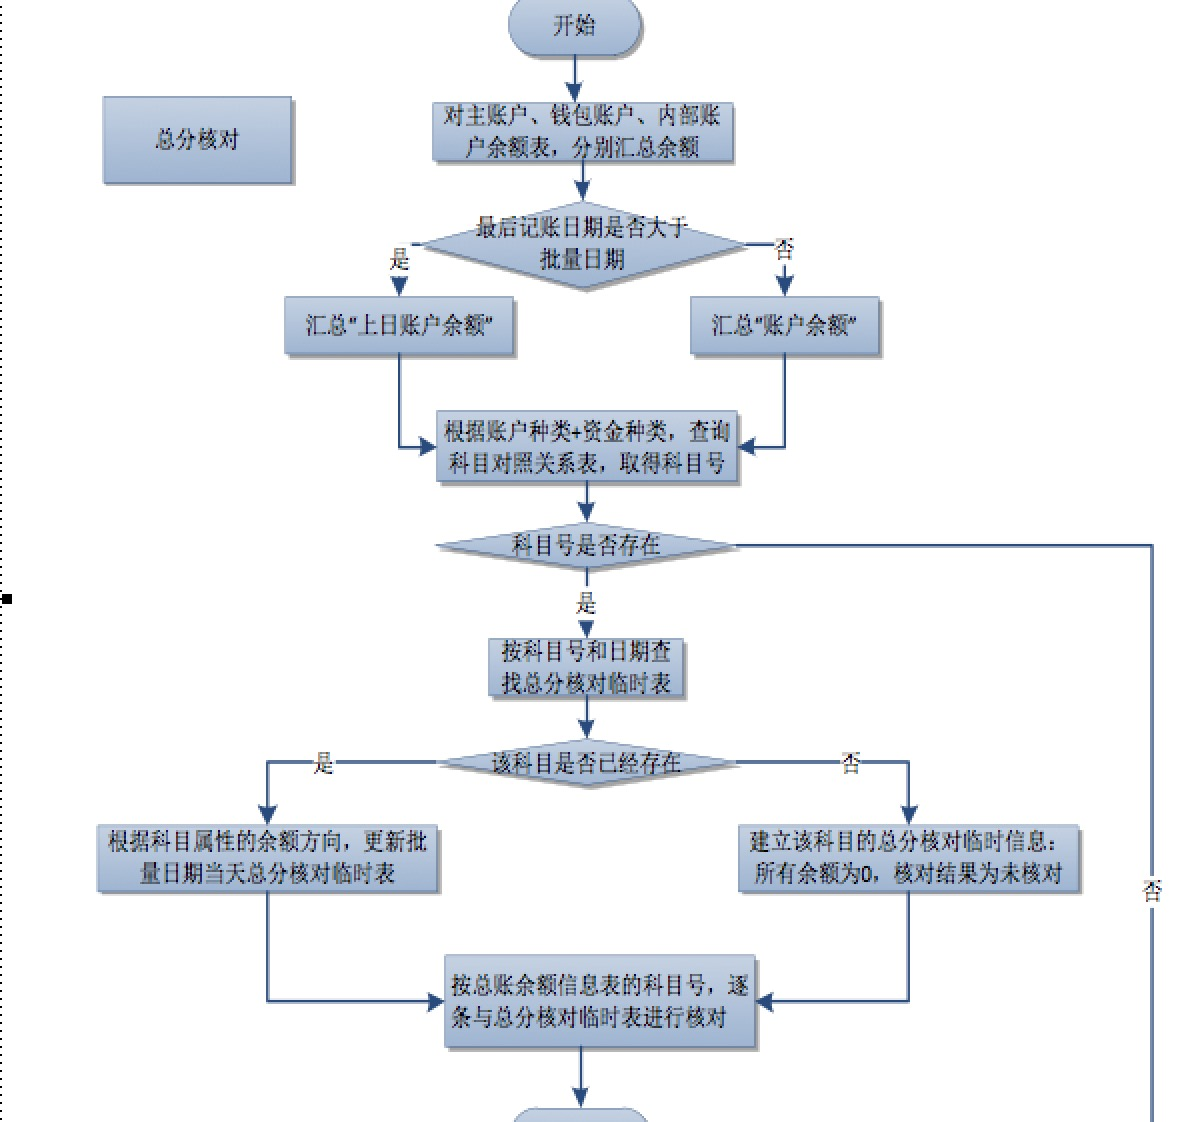 开始
总分核对
对主账户、钱包账户、内部账
户余额表，分别汇总余额
最后记账日期是否大于
批量日期
是
否
汇总“上日账户余额”
汇总“账户余额”
根据账户种类+资金种类，查询
科目对照关系表，取得科目号
科目号是否存在
是
按科目号和日期查
找总分核对临时表
该科目是否已经存在
是
否
根据科目属性的余额方向，更新批
量日期当天总分核对临时表
建立该科目的总分核对临时信息：
所有余额为0，核对结果为未核对
否
按总账余额信息表的科目号，逐
条与总分核对临时表进行核对